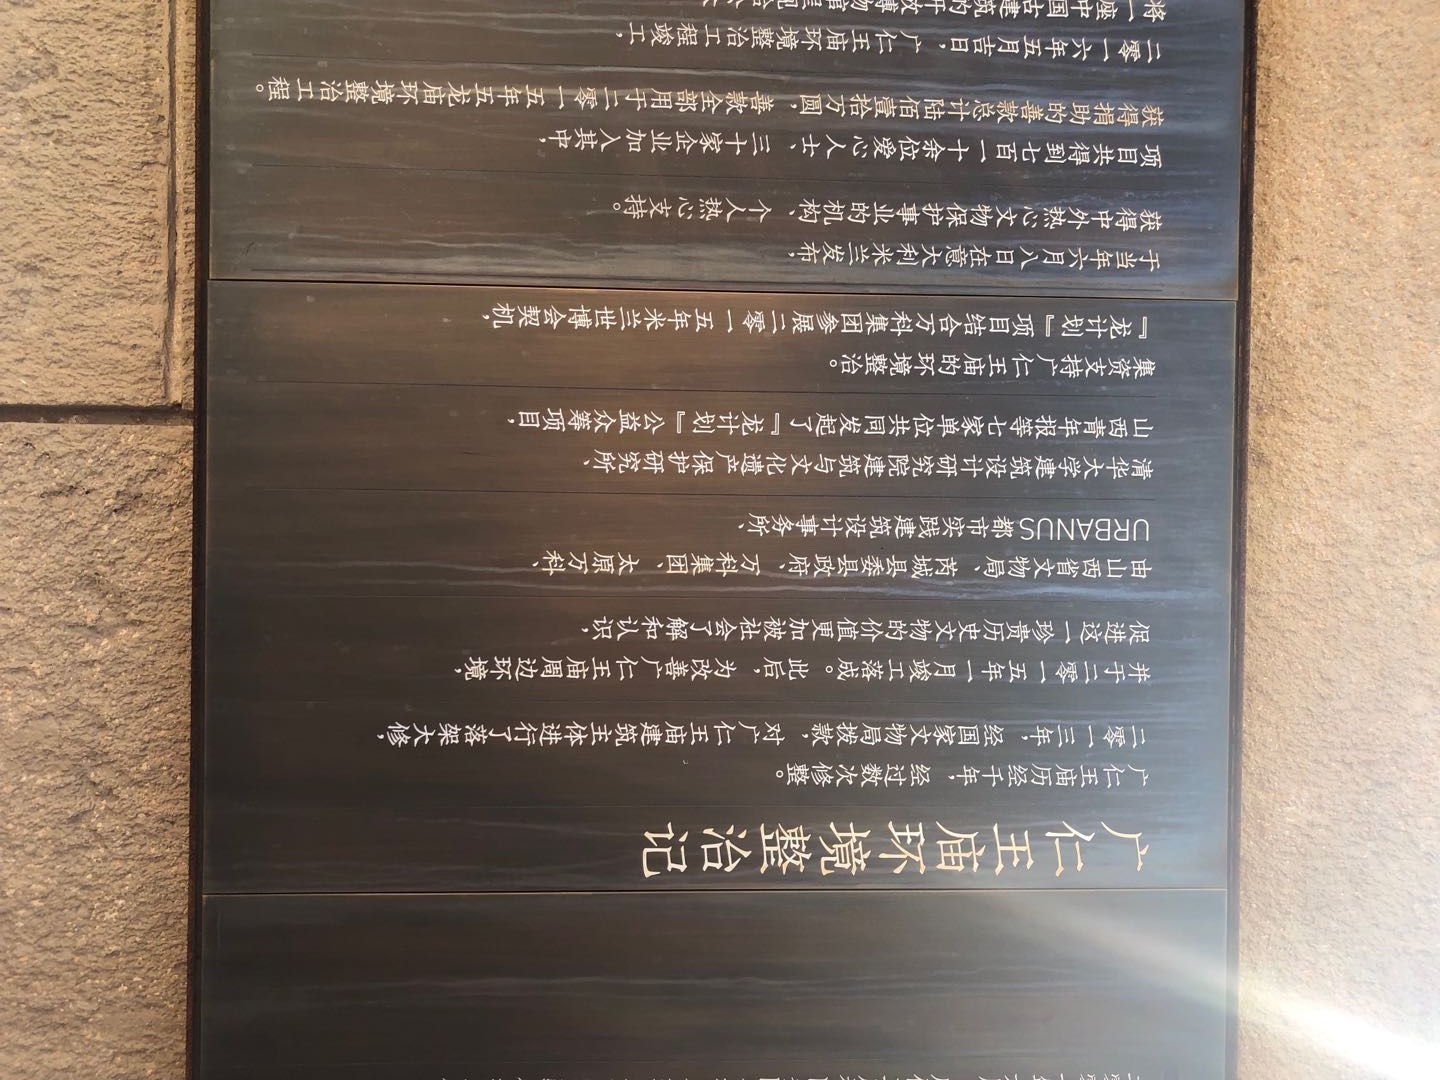 广仁王庙环境整治记
广仁王庙历经千年，经过数次修整。
二零一三年，经国家文物局拨款，对广仁王庙建筑主体进行了落架大修
并于二零一五年一月竣工落成。此后，为改善广仁王庙周边环境，
促进这一珍贵历史文物的价值更加被社会了解和认识，
由山西省文物局、芮城县委县政府、万科集团、太原万科、
URBANUS都市实践建筑设计事务所、
清华大学建筑设计研究院建筑与文化遗产保护研究所、
山西青年报等七家单位共同发起了『龙计划』公益众筹项目，
集资支持广仁王庙的环境整治。
『龙计划』项目结合万科集团参展二零一五年米兰世博会契机，
于当年六月八日在意大利米兰发布，
获得中外热心文物保护事业的机构、个人热心支持。
项目共得到七百一十余位爱心人士、三十家企业加入其中，
获得捐助的善款总计陆佰壹拾万圆，善款全部用于二零一五年五龙庙环境整治工程。
二零一六年五月吉日，广仁王庙环境整治工程竣工，
将一座中国古建筑的